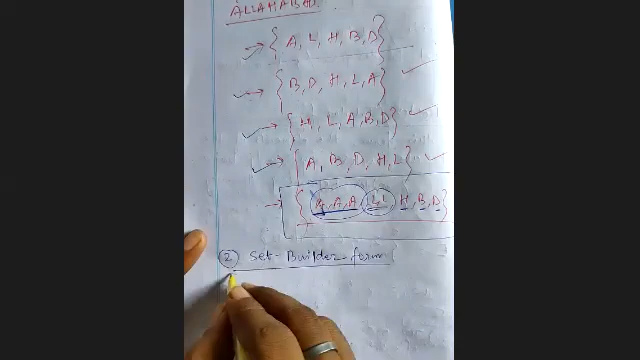 ALLAHABAD
→ { A, L, H, B, D}
→ { B, D, H, L, A}
→ {H, L, A, B, D}
→ { A, B, D, H, L}
→ { A, A, A, L, L, H, B, D}
② Set-Builder-form